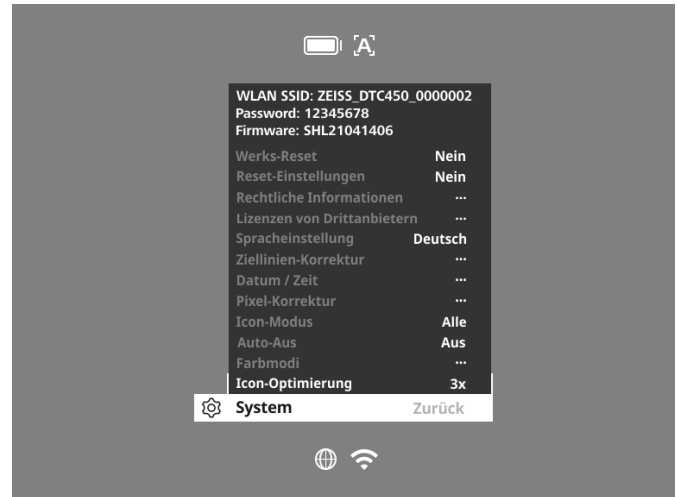 [A]
WLAN SSID: ZEISS_DTC450_0000002
Password: 12345678
Firmware: SHL21041406
Werks-Reset Nein
Reset-Einstellungen Nein
Rechtliche Informationen ...
Lizenzen von Drittanbietern ...
Spracheinstellung Deutsch
Ziellinien-Korrektur ...
Datum / Zeit ...
Pixel-Korrektur ...
Icon-Modus Alle
Auto-Aus Aus
Farbmodi ...
Icon-Optimierung 3x
System Zurück